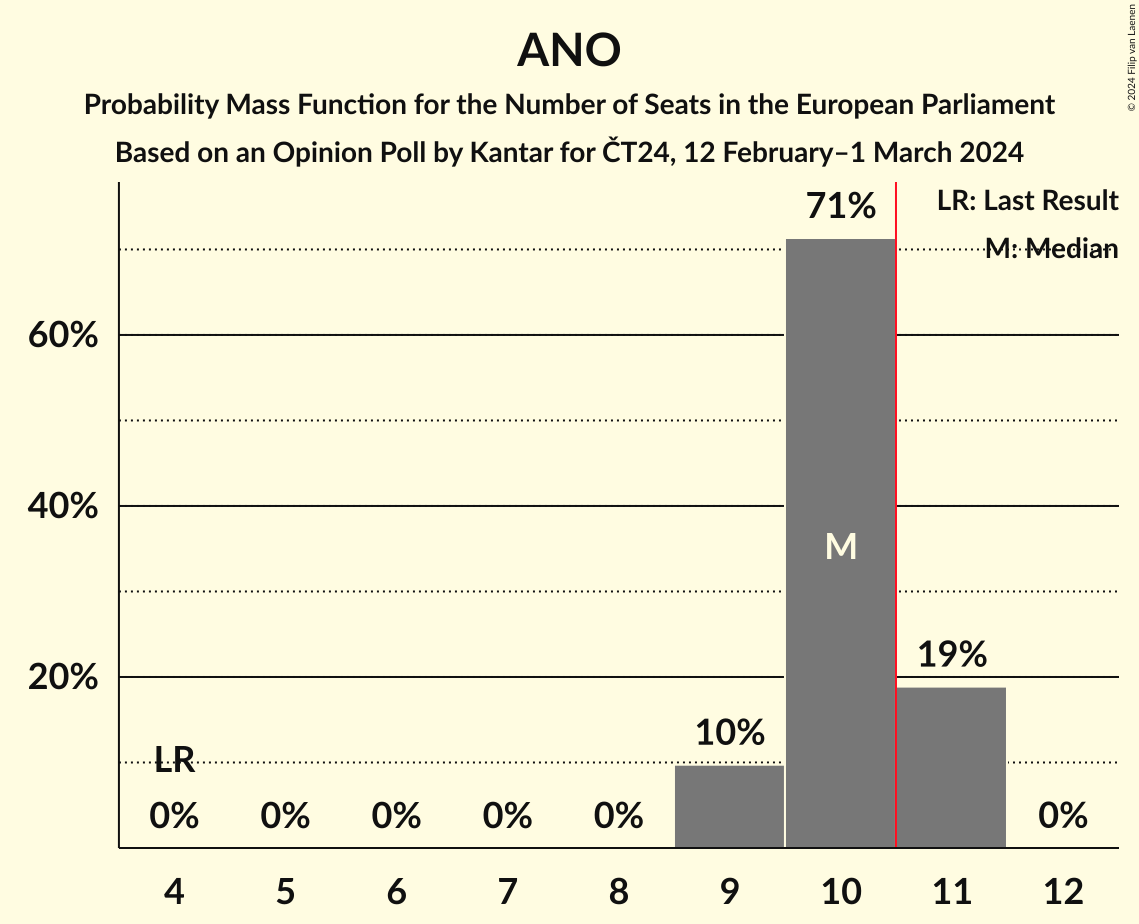 ANO
Probability Mass Function for the Number of Seats in the European Parliament
Based on an Opinion Poll by Kantar for ČT24, 12 February–1 March 2024
© 2024 Filip van Laenen
LR: Last Result
M: Median
71%
60%
40%
M
19%
20%
10%
LR
0% 0% 0% 0% 0% 0%
4 5 6 7 8 9 10 11 12